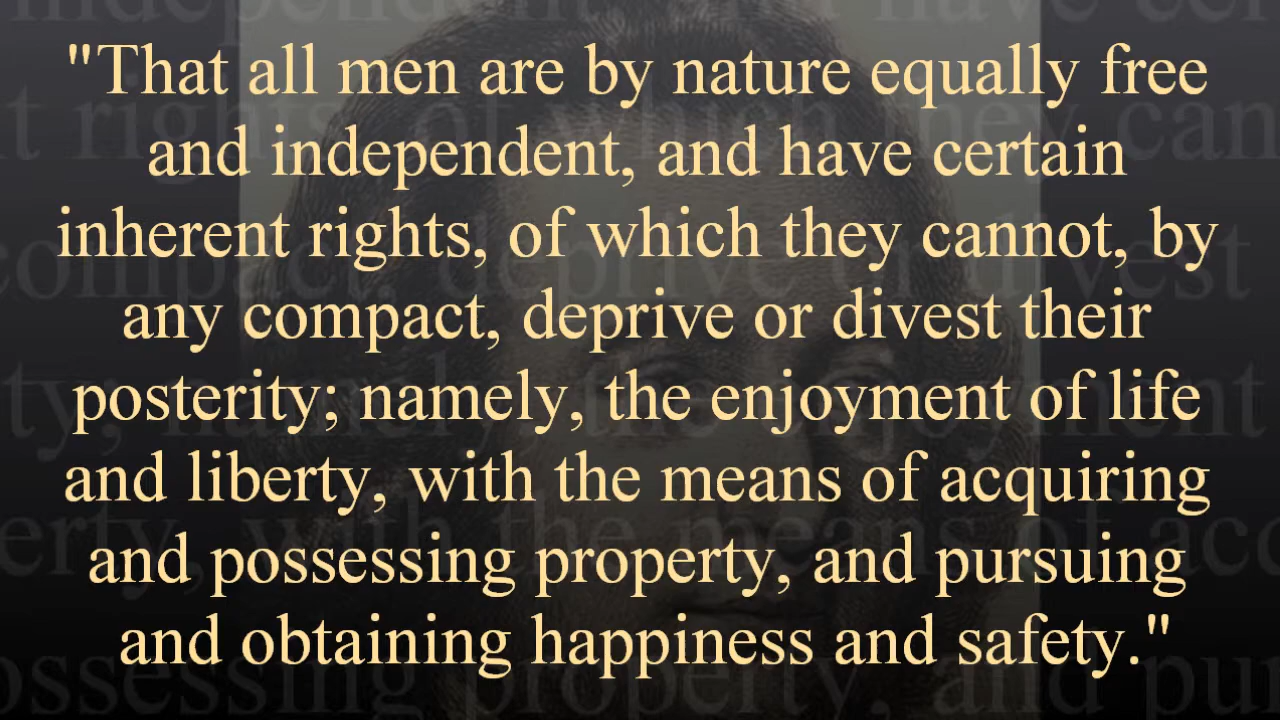 "That all men are by nature equally free
and independent, and have certain
inherent rights, of which they cannot, by
any compact, deprive or divest their
posterity; namely, the enjoyment of life
and liberty, with the means of acquiring
and possessing property, and pursuing
and obtaining happiness and safety."